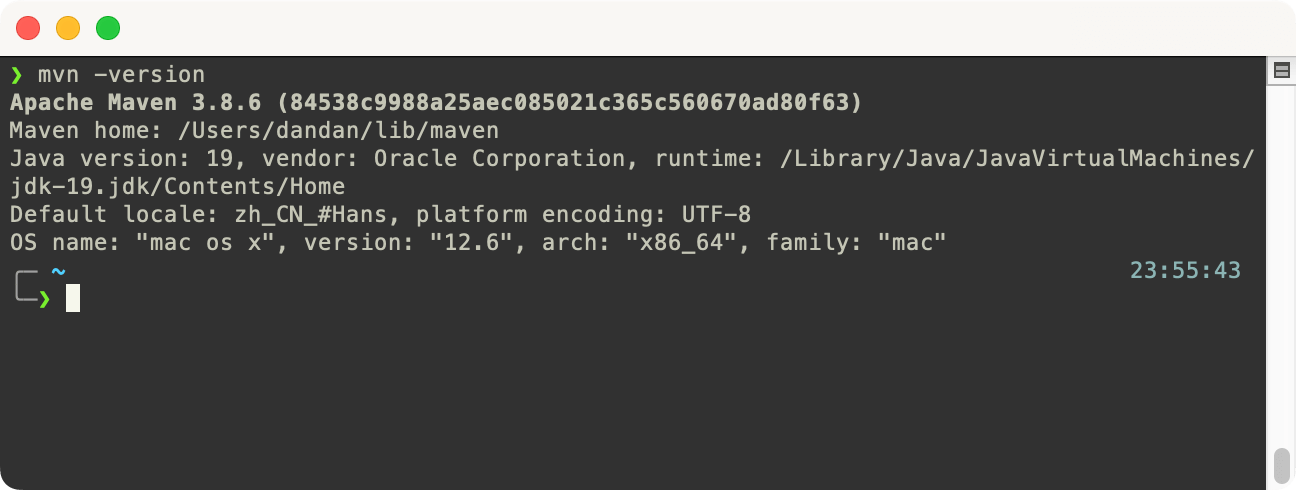 ❯ mvn -version
Apache Maven 3.8.6 (84538c9988a25aec085021c365c560670ad80f63)
Maven home: /Users/dandan/lib/maven
Java version: 19, vendor: Oracle Corporation, runtime: /Library/Java/JavaVirtualMachines/
jdk-19.jdk/Contents/Home
Default locale: zh_CN_#Hans, platform encoding: UTF-8
OS name: "mac os x", version: "12.6", arch: "x86_64", family: "mac"
~ 23:55:43
❯